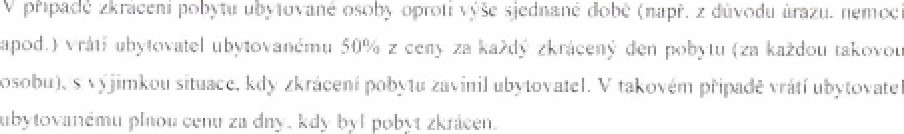 V případě zkrácení pobytu ubytované osoby oproti výše sjednané době (např. z důvodu úrazu, nemoci
apod.) vrátí ubytovatel ubytovanému 50% z ceny za každý zkrácený den pobytu (za každou takovou
osobu), s výjimkou situace, kdy zkrácení pobytu zavinil ubytovatel. V takovém případě vrátí ubytovatel
ubytovanému plnou cenu za dny, kdy byl pobyt zkrácen.